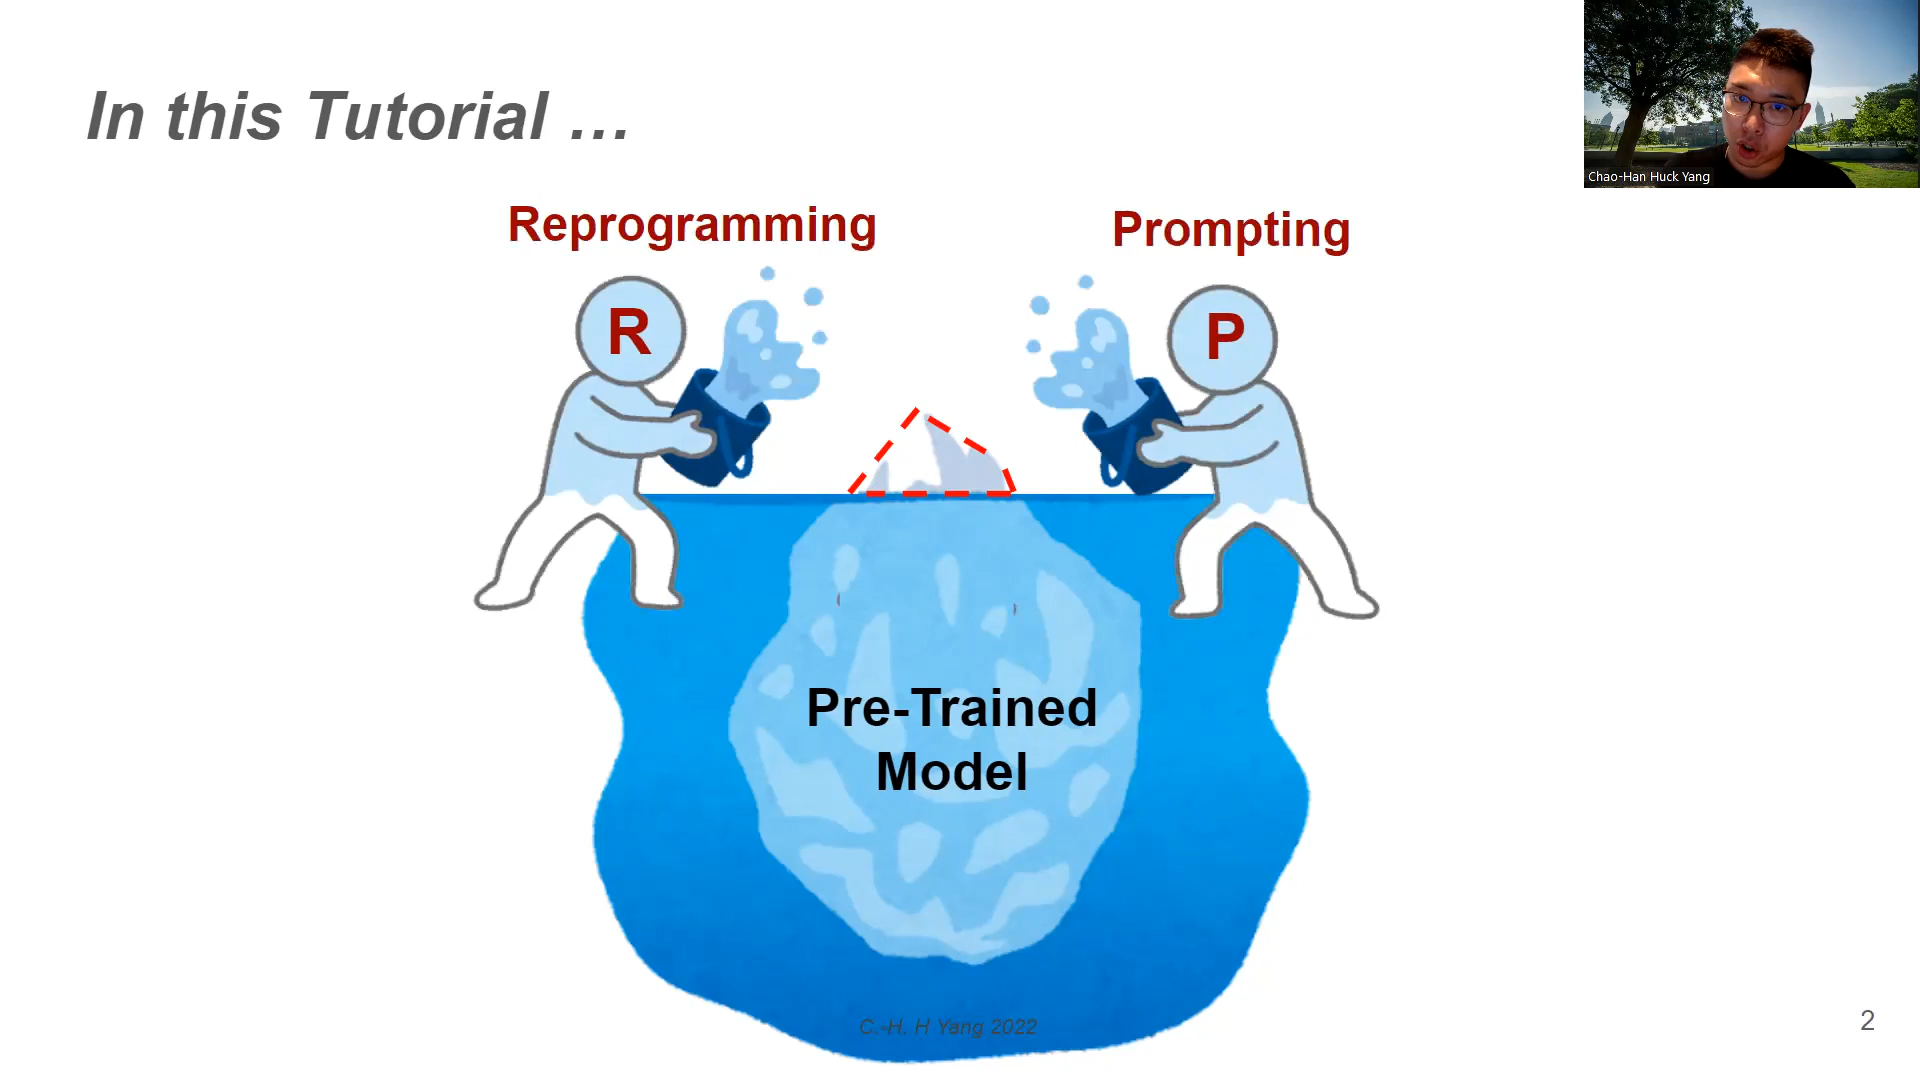 In this Tutorial …
Chao-Han Huck Yang
Reprogramming
Prompting
R
P
Pre-Trained
Model
C.-H. H Yang 2022
2